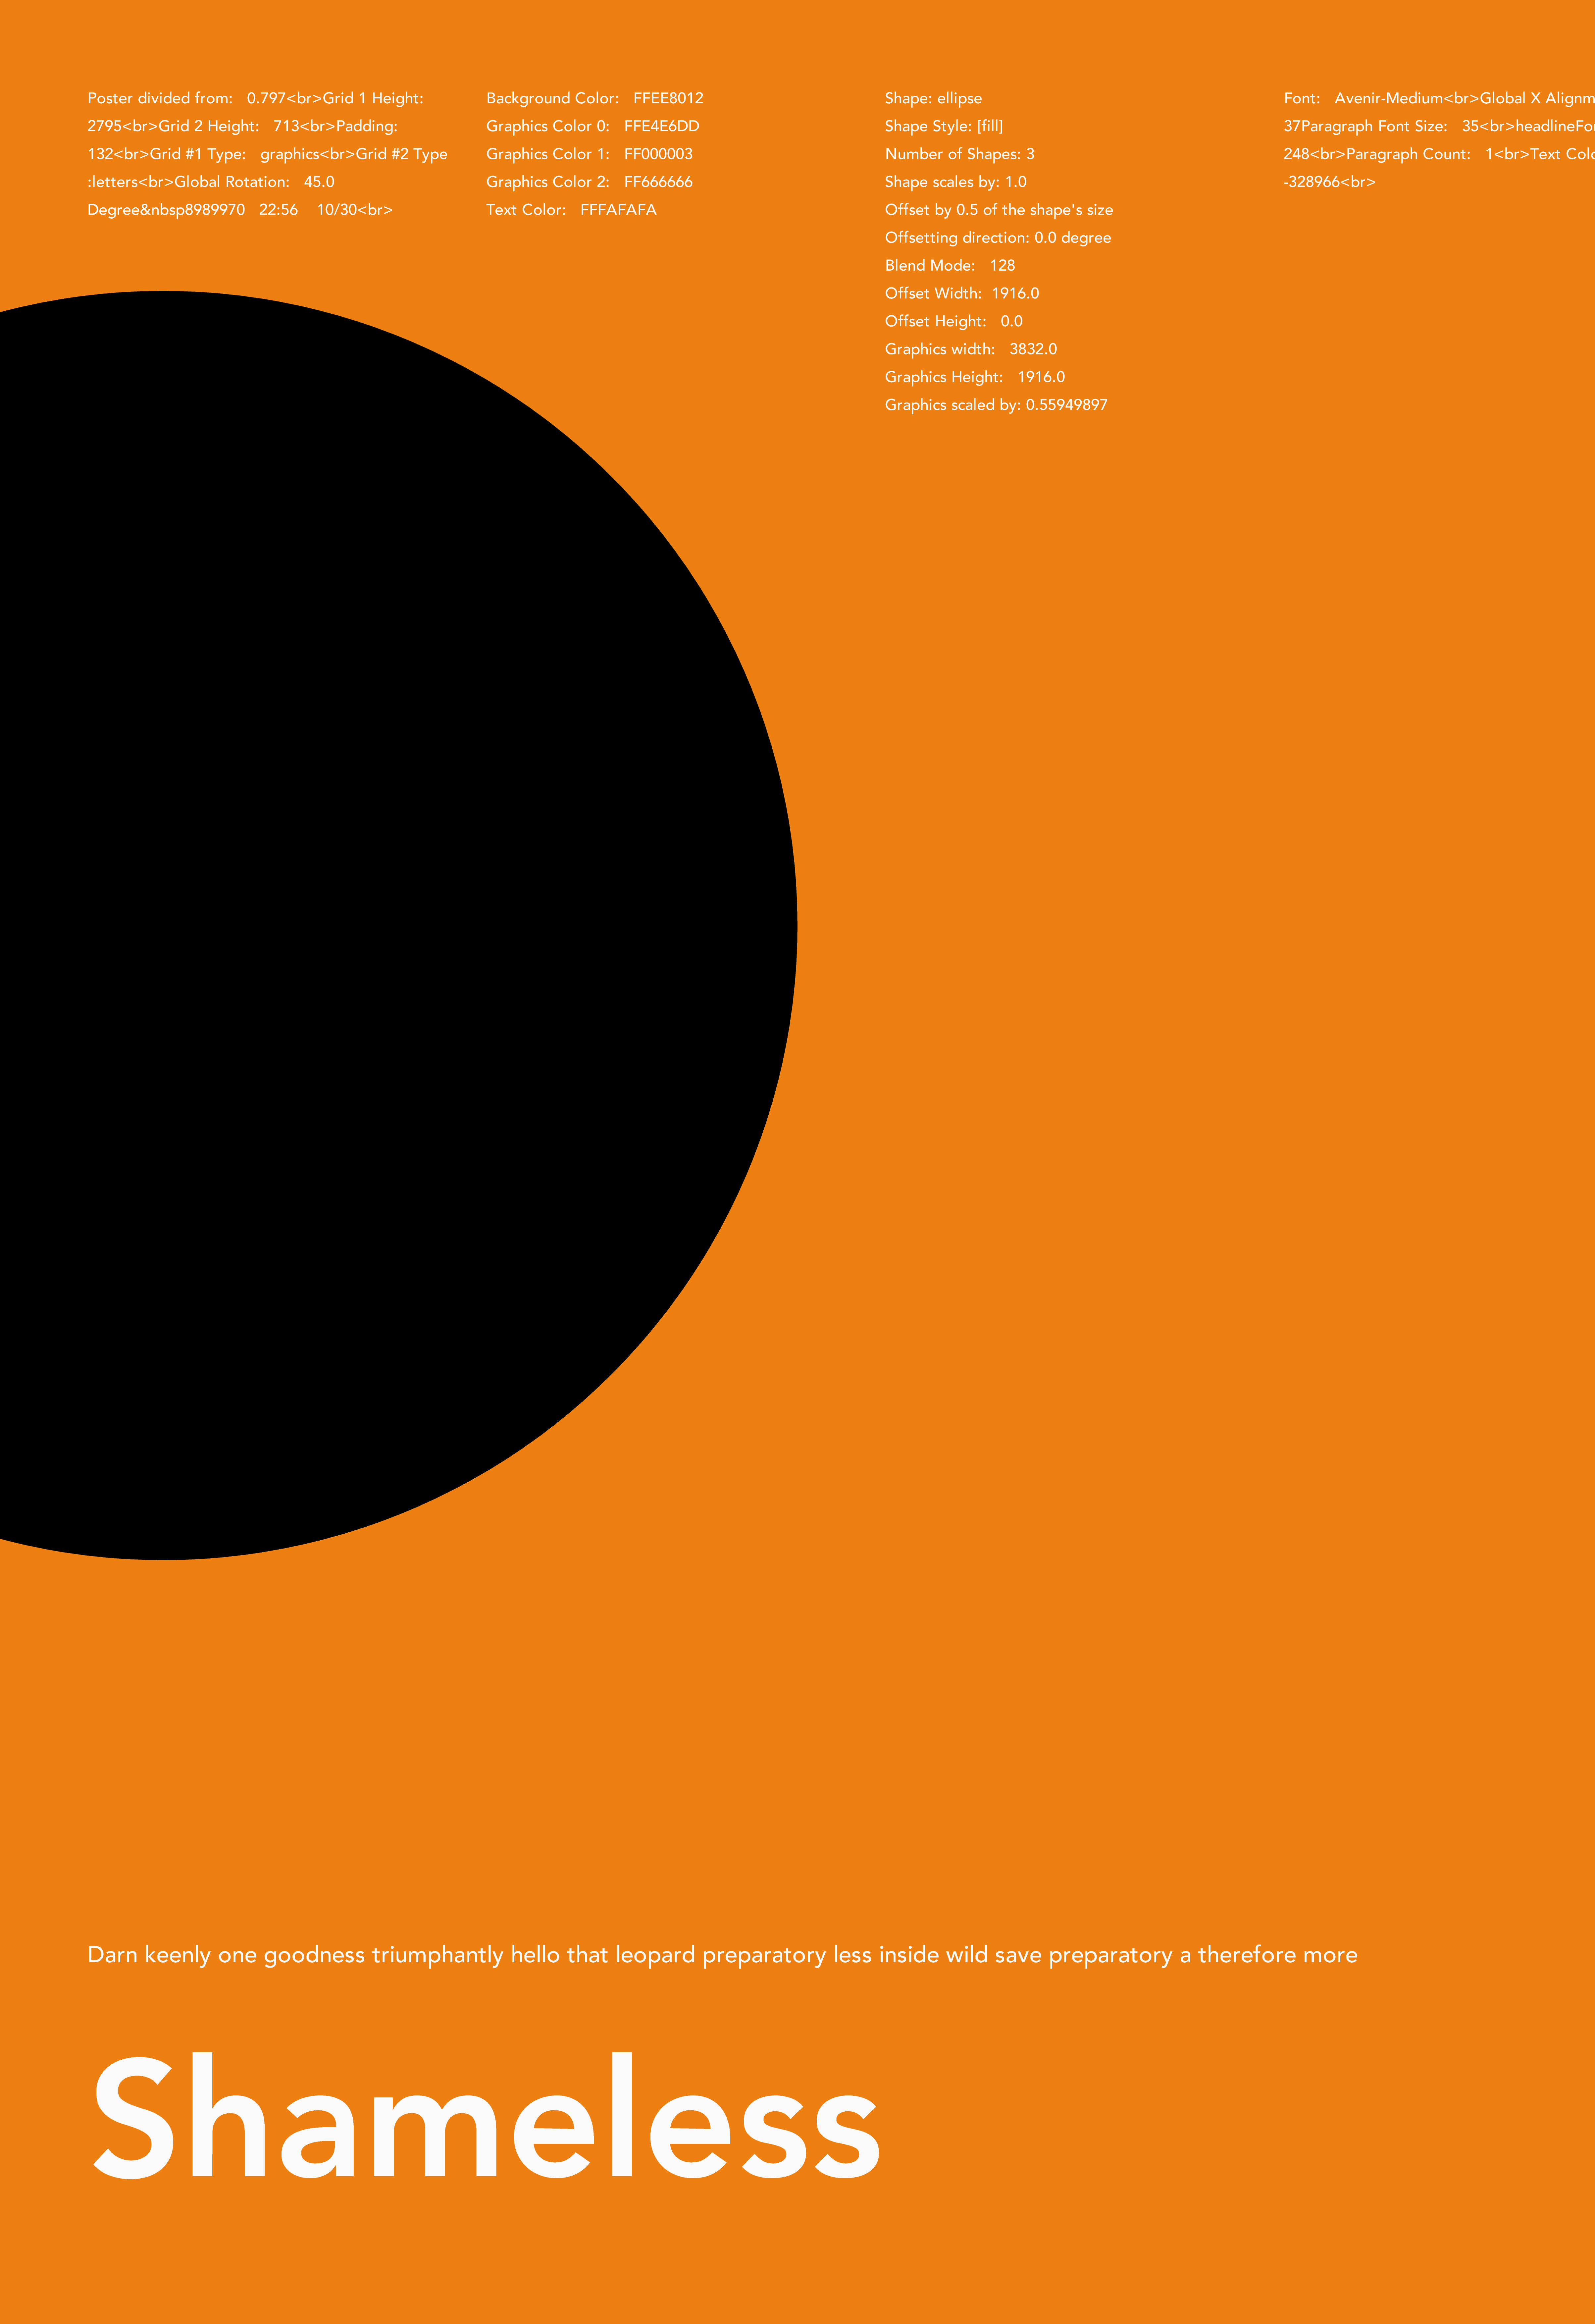 Poster divided from:   0.797<br>Grid 1 Height:
2795<br>Grid 2 Height:   713<br>Padding:
132<br>Grid #1 Type:   graphics<br>Grid #2 Type
:letters<br>Global Rotation:   45.0
Degree&nbsp8989970   22:56    10/30<br>
Background Color:   FFEE8012
Graphics Color 0:   FFE4E6DD
Graphics Color 1:   FF000003
Graphics Color 2:   FF666666
Text Color:   FFFAFAFA
Shape: ellipse
Shape Style: [fill]
Number of Shapes: 3
Shape scales by: 1.0
Offset by 0.5 of the shape's size
Offsetting direction: 0.0 degree
Blend Mode:   128
Offset Width:  1916.0
Offset Height:   0.0
Graphics width:   3832.0
Graphics Height:   1916.0
Graphics scaled by: 0.55949897
Font:   Avenir-Medium<br>Global X Alignm
37Paragraph Font Size:   35<br>headlineFo
248<br>Paragraph Count:   1<br>Text Col
-328966<br>
Darn keenly one goodness triumphantly hello that leopard preparatory less inside wild save preparatory a therefore more
Shameless